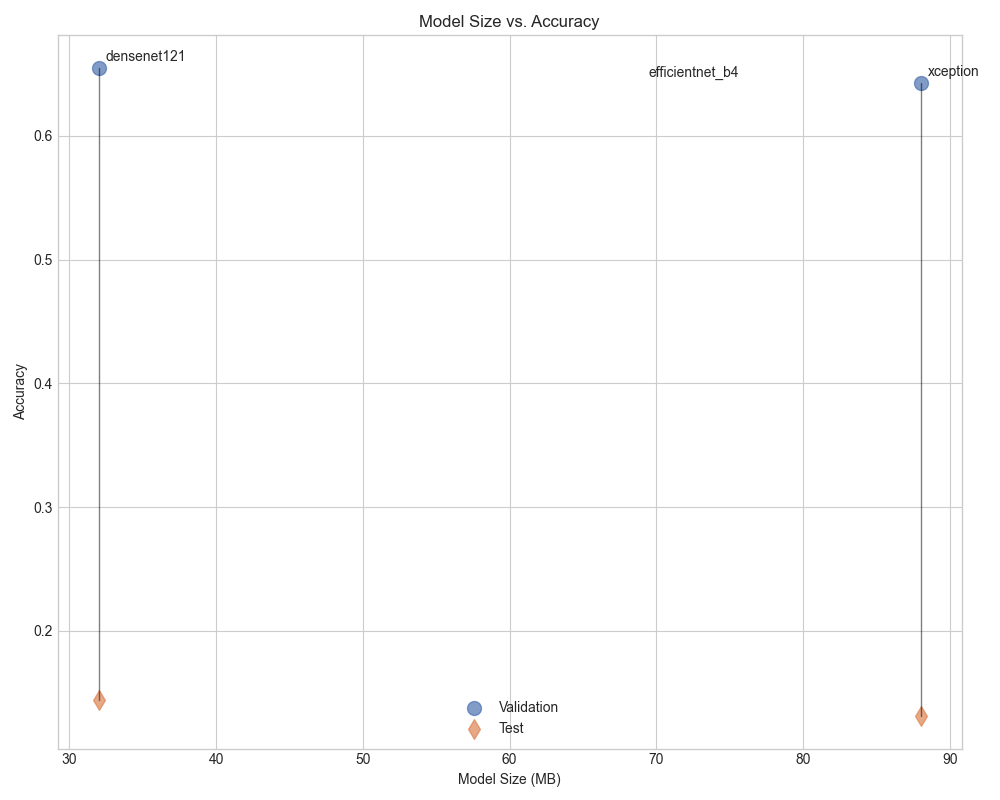 Model Size vs. Accuracy
densenet121
efficientnet_b4
xception
0.6
0.5
0.4
0.3
0.2
Accuracy
Validation
Test
30 40 50 60 70 80 90
Model Size (MB)